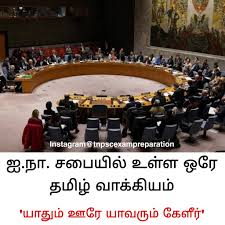 Instagram@tnpscexampreparation
ஐ.நா. சபையில் உள்ள ஒரே
தமிழ் வாக்கியம்
'யாதும் ஊரே யாவரும் கேளீர்'